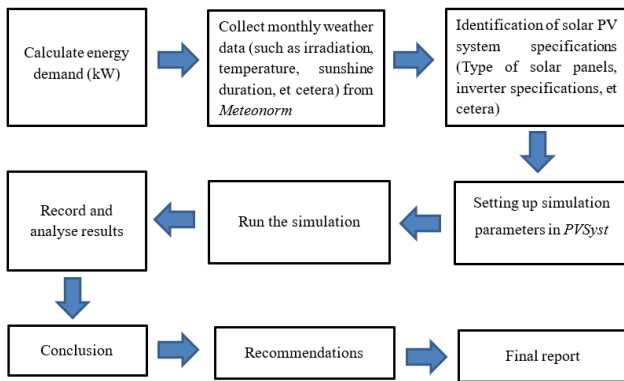 Calculate energy
demand (kW)
Collect monthly weather
data (such as irradiation,
temperature, sunshine
duration, et cetera) from
Meteonorm
Identification of solar PV
system specifications
(Type of solar panels,
inverter specifications, et
cetera)
Setting up simulation
parameters in PVSyst
Run the simulation
Record and
analyse results
Conclusion
Recommendations
Final report